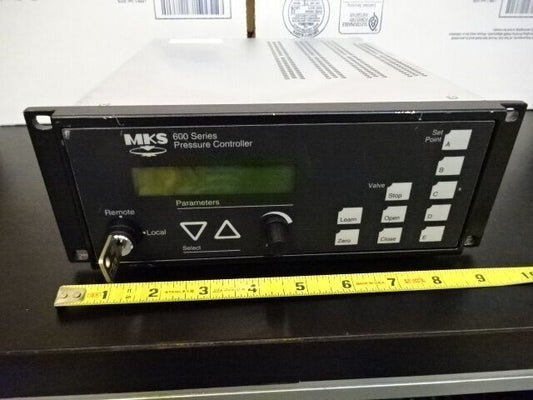 MKS 600 Series
Pressure Controller
Set
Point
A
B
C
D
E
Valve
Stop
Learn
Open
Zero
Close
Parameters
Select
Remote
Local
1 2 3 4 5 6 7 8 9 10